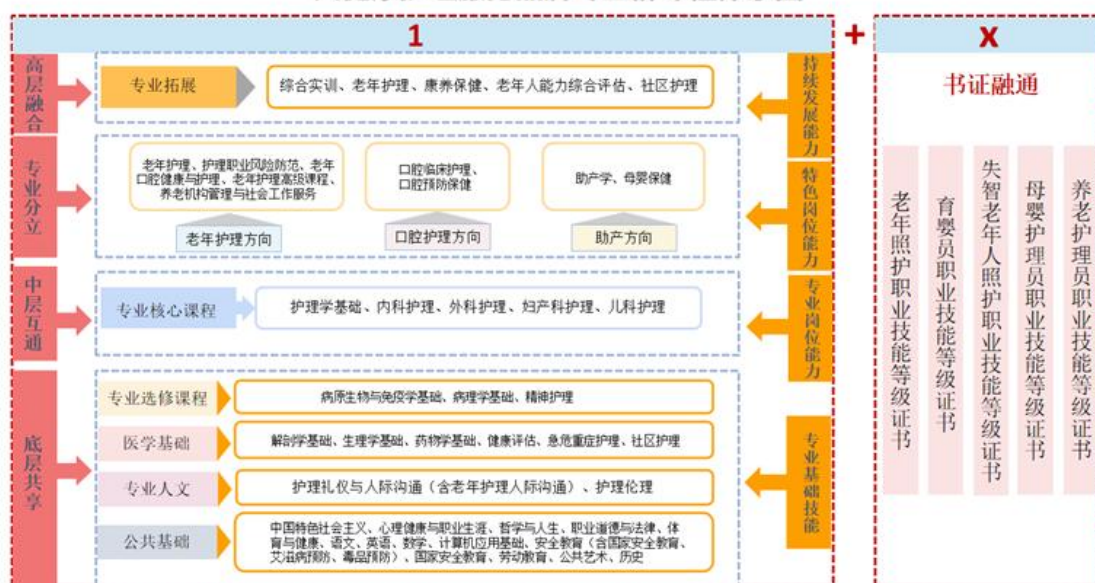 1
+
X
高层融合
专业拓展
综合实训、老年护理、康养保健、老年人能力综合评估、社区护理
持续发展能力
专业分立
老年护理、护理职业风险防范、老年
口腔健康与护理、老年护理高级课程、
养老机构管理与社会工作服务
老年护理方向
口腔临床护理、
口腔预防保健
口腔护理方向
助产学、母婴保健
助产方向
特色岗位能力
中层互通
专业核心课程
护理学基础、内科护理、外科护理、妇产科护理、儿科护理
专业岗位能力
底层共享
专业选修课程
病原生物与免疫学基础、病理学基础、精神护理
医学基础
解剖学基础、生理学基础、药物学基础、健康评估、急危重症护理、社区护理
专业人文
护理礼仪与人际沟通（含老年护理人际沟通）、护理伦理
公共基础
中国特色社会主义、心理健康与职业生涯、哲学与人生、职业道德与法律、体
育与健康、语文、英语、数学、计算机应用基础、安全教育（含国家安全教育、
艾滋病预防、毒品预防）、国家安全教育、劳动教育、公共艺术、历史
专业基础技能
书证融通
老年照护职业技能等级证书
育婴员职业技能等级证书
失智老年人照护职业技能等级证书
母婴护理员职业技能等级证书
养老护理员职业技能等级证书